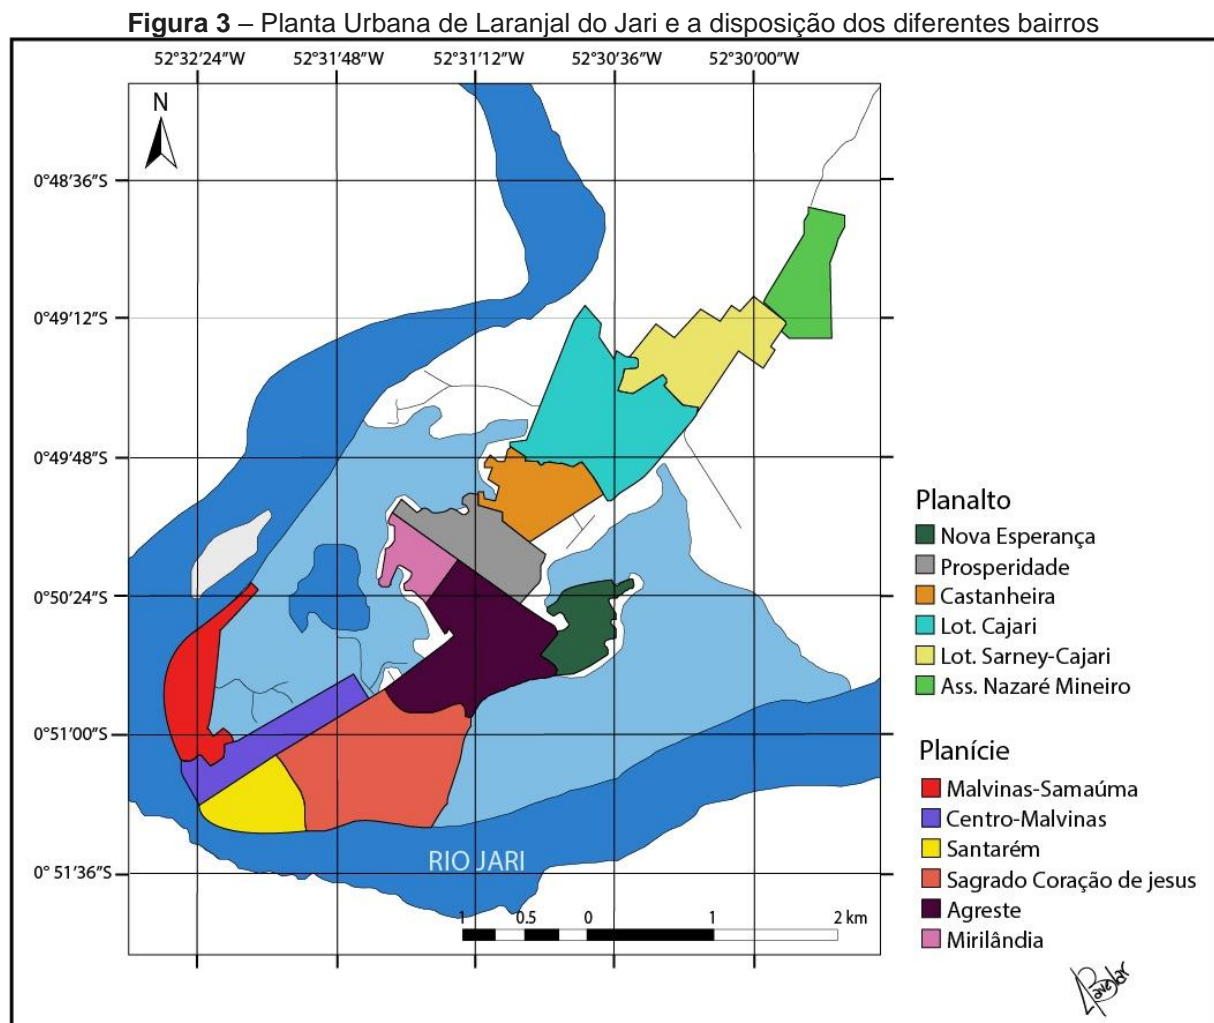 Figura 3 – Planta Urbana de Laranjal do Jari e a disposição dos diferentes bairros
52°32′24″W 52°31′48″W 52°31′12″W 52°30′36″W 52°30′00″W
N
0°48′36″S
0°49′12″S
0°49′48″S
0°50′24″S
0°51′00″S
0°51′36″S
RIO JARI
1 0.5 0 1 2 km
Planalto
Nova Esperança
Prosperidade
Castanheira
Lot. Cajari
Lot. Sarney-Cajari
Ass. Nazaré Mineiro
Planície
Malvinas-Samaúma
Centro-Malvinas
Santarém
Sagrado Coração de jesus
Agreste
Mirilândia